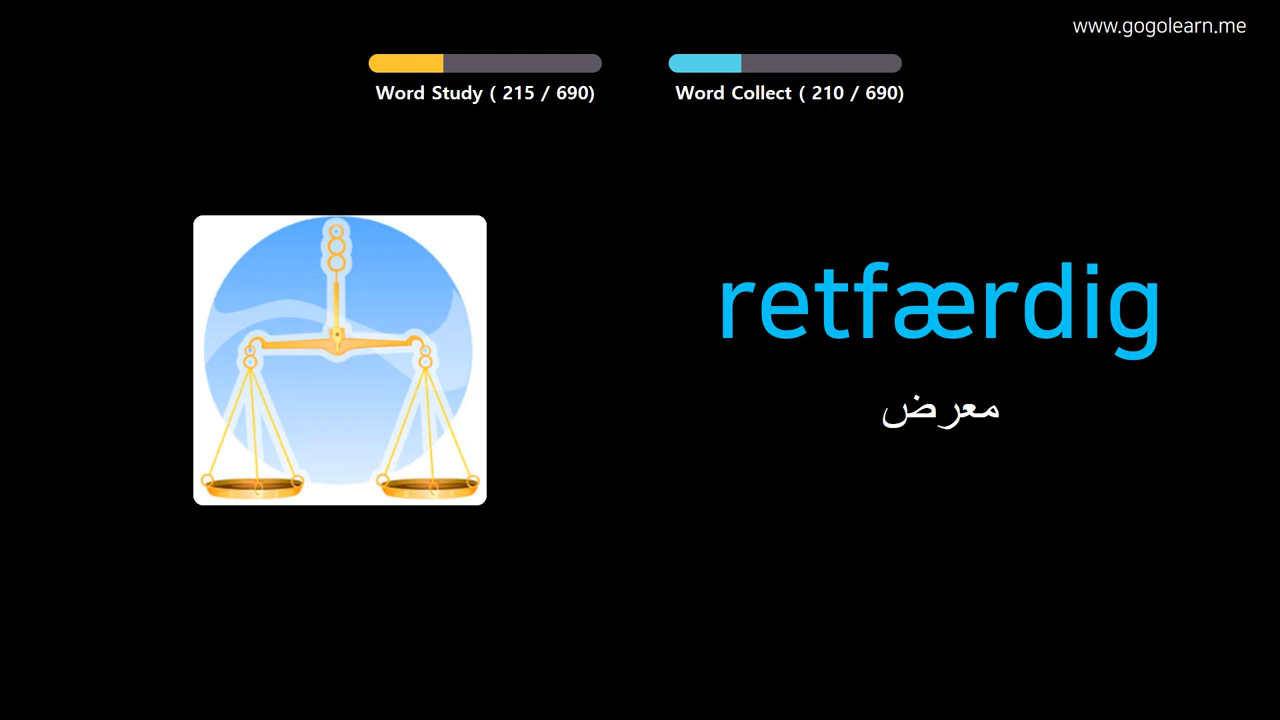 www.gogolearn.me
Word Study ( 215 / 690)
Word Collect ( 210 / 690)
retfærdig
معرض